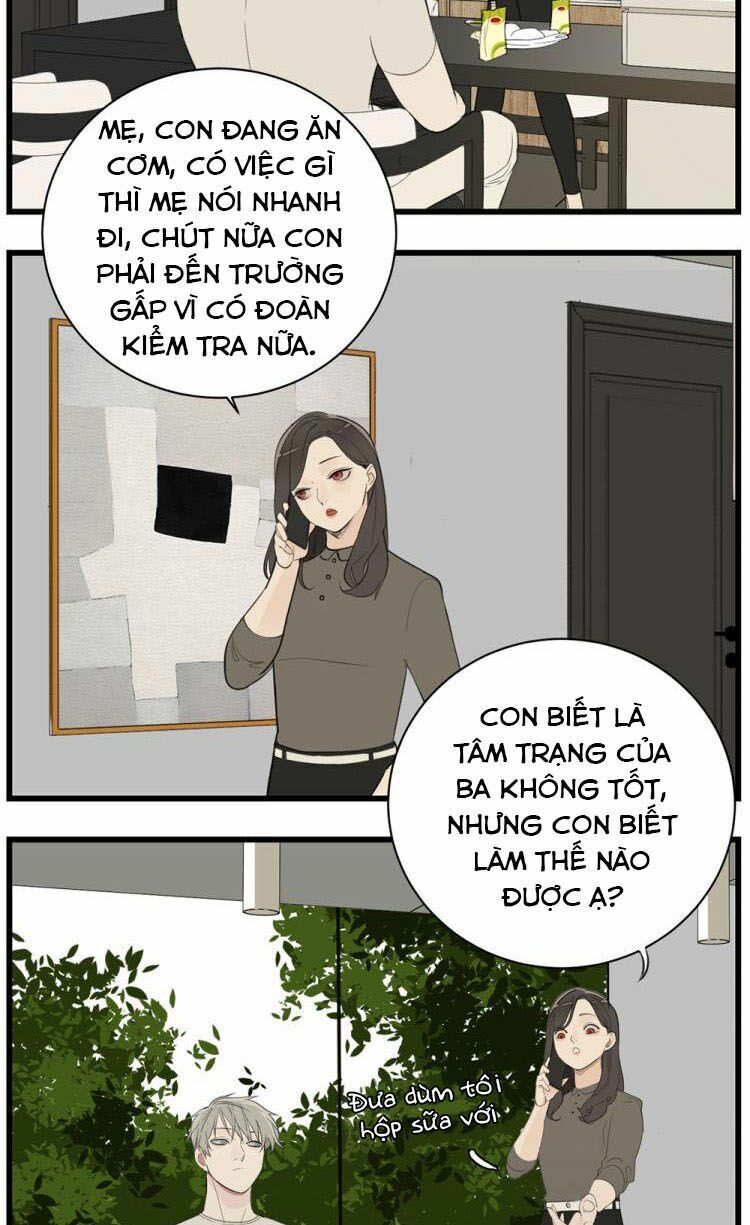 MẸ, CON ĐANG ĂN
CƠM, CÓ VIỆC GÌ
THÌ MẸ NÓI NHANH
ĐI, CHÚT NỮA CON
PHẢI ĐẾN TRƯỜNG
GẤP VÌ CÓ ĐOÀN
KIỂM TRA NỮA.
CON BIẾT LÀ
TÂM TRẠNG CỦA
BA KHÔNG TỐT,
NHƯNG CON BIẾT
LÀM THẾ NÀO
ĐƯỢC Ạ?
Đưa dùm tôi
hộp sữa với